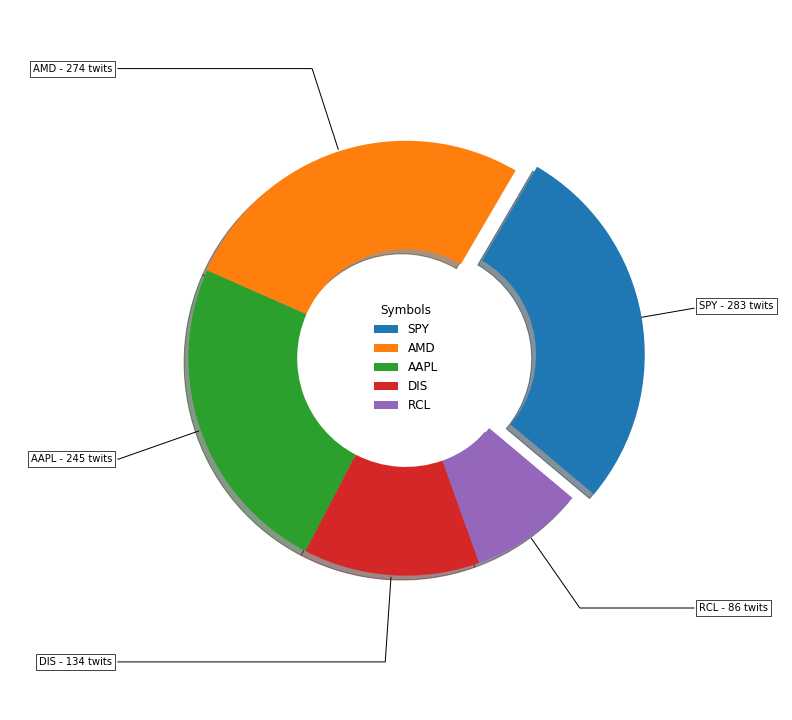 AMD - 274 twits
SPY - 283 twits
Symbols
SPY
AMD
AAPL
DIS
RCL
AAPL - 245 twits
RCL - 86 twits
DIS - 134 twits